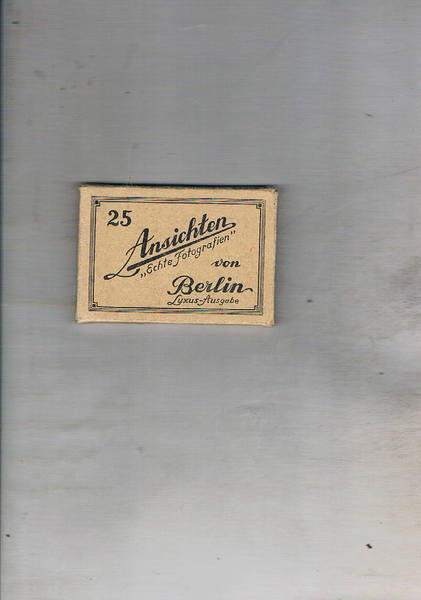 25
Ansichten
„Echte Fotografien“
von
Berlin
Luxus-Ausgabe